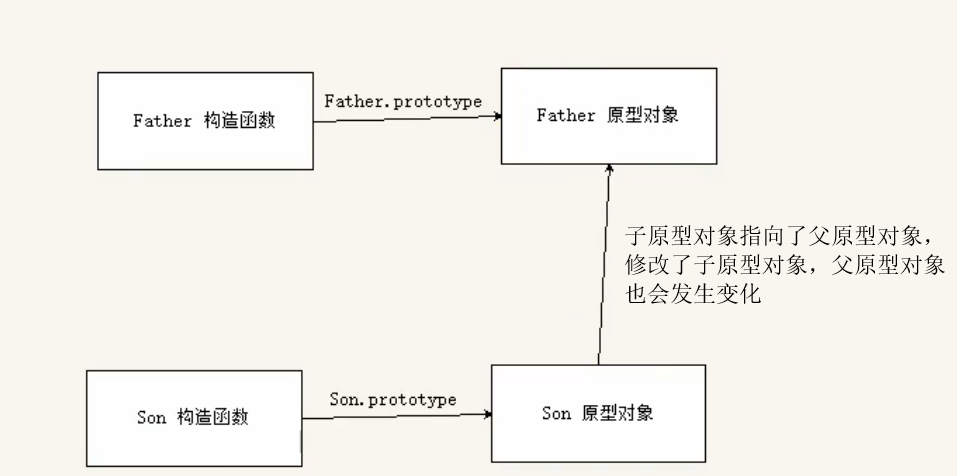 Father.prototype
Father 构造函数
Father 原型对象
子原型对象指向了父原型对象，
修改了子原型对象，父原型对象
也会发生变化
Son.prototype
Son 构造函数
Son 原型对象